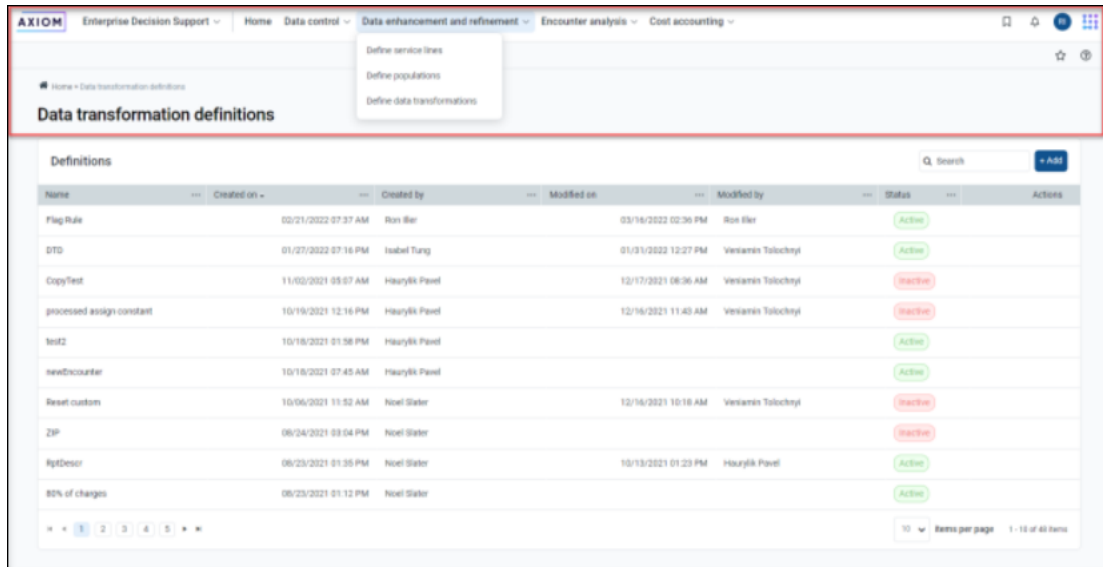 AXIOM Enterprise Decision Support Home Data control Data enhancement and refinement Encounter analysis Cost accounting
Define service lines
Define populations
Define data transformations
Home > Data transformation definitions
Data transformation definitions
Definitions Search + Add
Name ... Created on ... Created by ... Modified on ... Modified by ... Status ... Actions
Flag Rule 02/21/2022 07:37 AM Ron Iller 03/16/2022 02:36 PM Ron Iller Active
DTD 01/27/2022 07:16 PM Isabel Tung 01/31/2022 12:27 PM Veniamin Tolochnyi Active
CopyTest 11/02/2021 05:07 AM Haurylik Pavel 12/17/2021 08:36 AM Veniamin Tolochnyi Inactive
processed assign constant 10/19/2021 12:16 PM Haurylik Pavel 12/16/2021 11:43 AM Veniamin Tolochnyi Inactive
test2 10/18/2021 01:58 PM Haurylik Pavel Active
newEncounter 10/18/2021 07:45 AM Haurylik Pavel Active
Reset custom 10/06/2021 11:52 AM Noel Slater 12/16/2021 10:18 AM Veniamin Tolochnyi Inactive
ZIP 08/24/2021 03:04 PM Noel Slater Inactive
RptDescr 08/23/2021 01:35 PM Noel Slater 10/13/2021 01:23 PM Haurylik Pavel Active
80% of charges 08/23/2021 01:12 PM Noel Slater Active
1 2 3 4 5 10 items per page 1 - 10 of 48 items